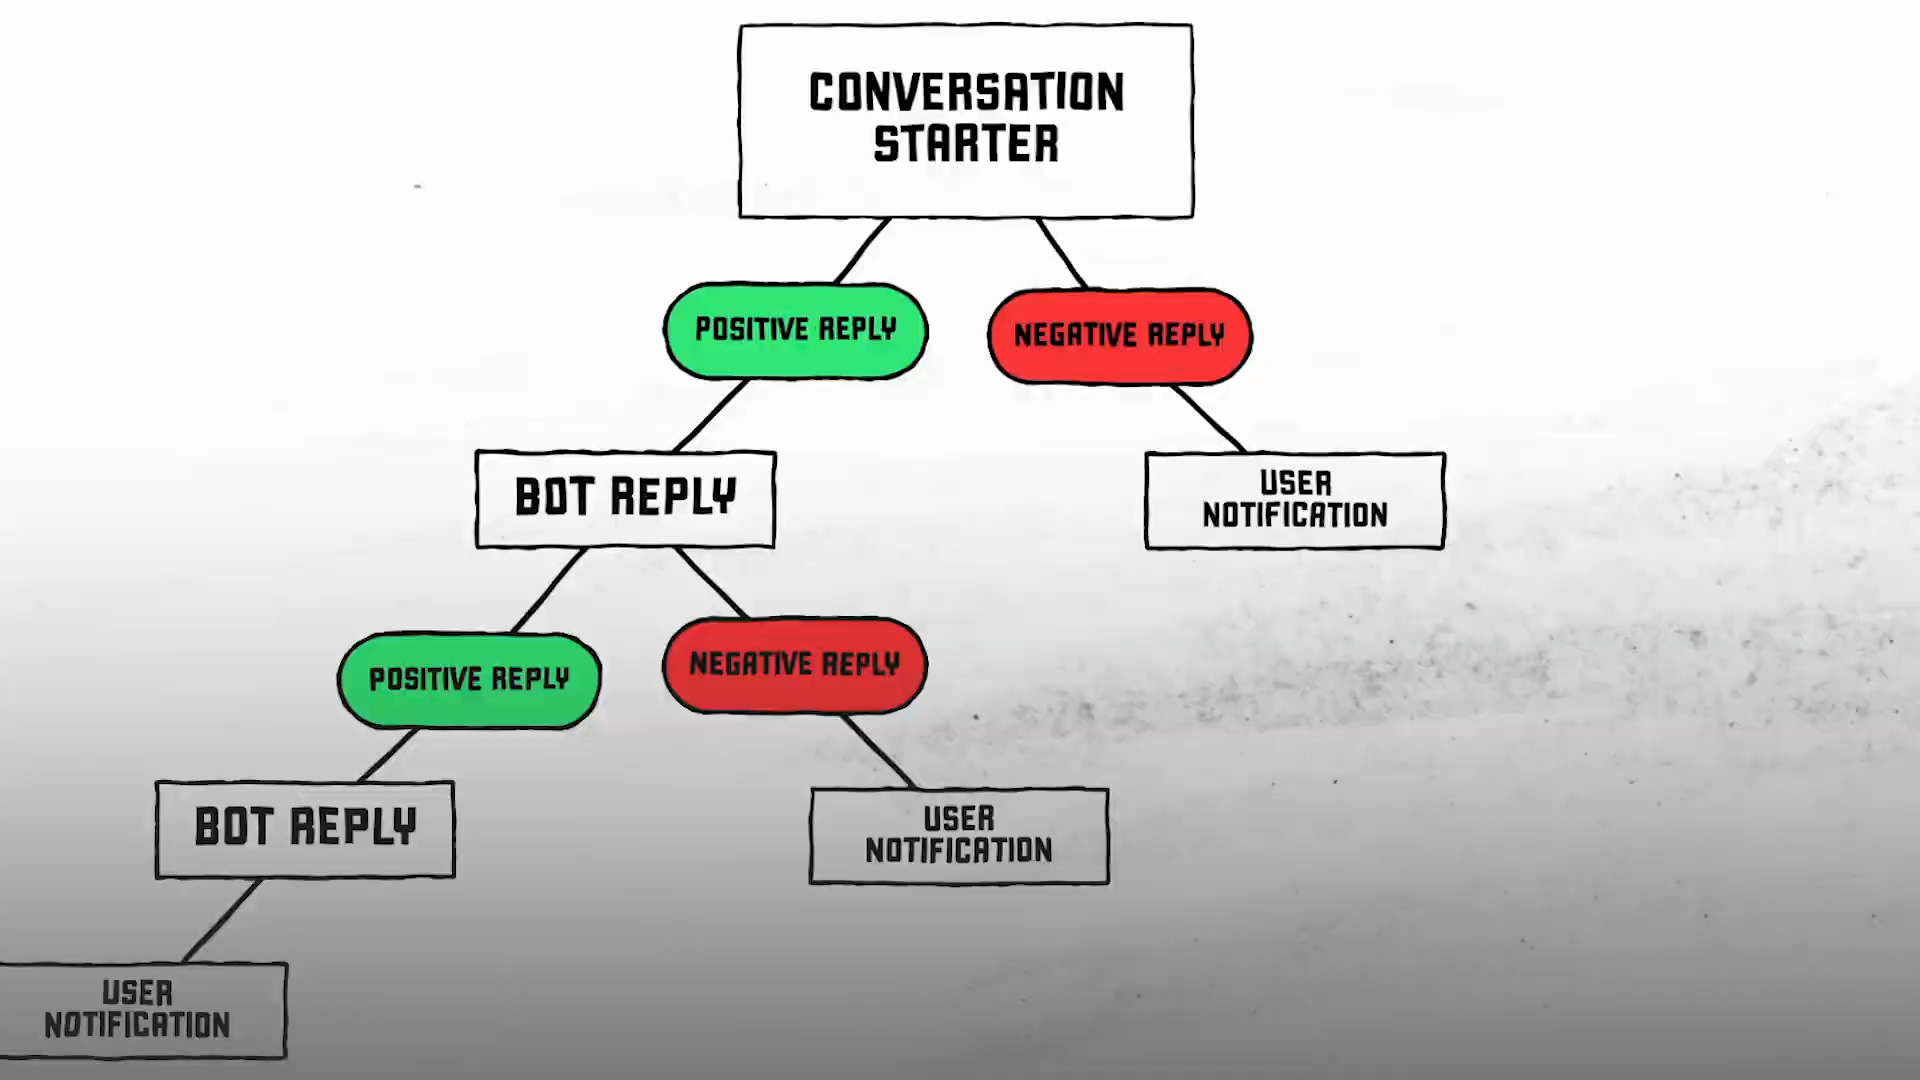 CONVERSATION
STARTER
POSITIVE REPLY
NEGATIVE REPLY
BOT REPLY
USER
NOTIFICATION
POSITIVE REPLY
NEGATIVE REPLY
BOT REPLY
USER
NOTIFICATION
USER
NOTIFICATION